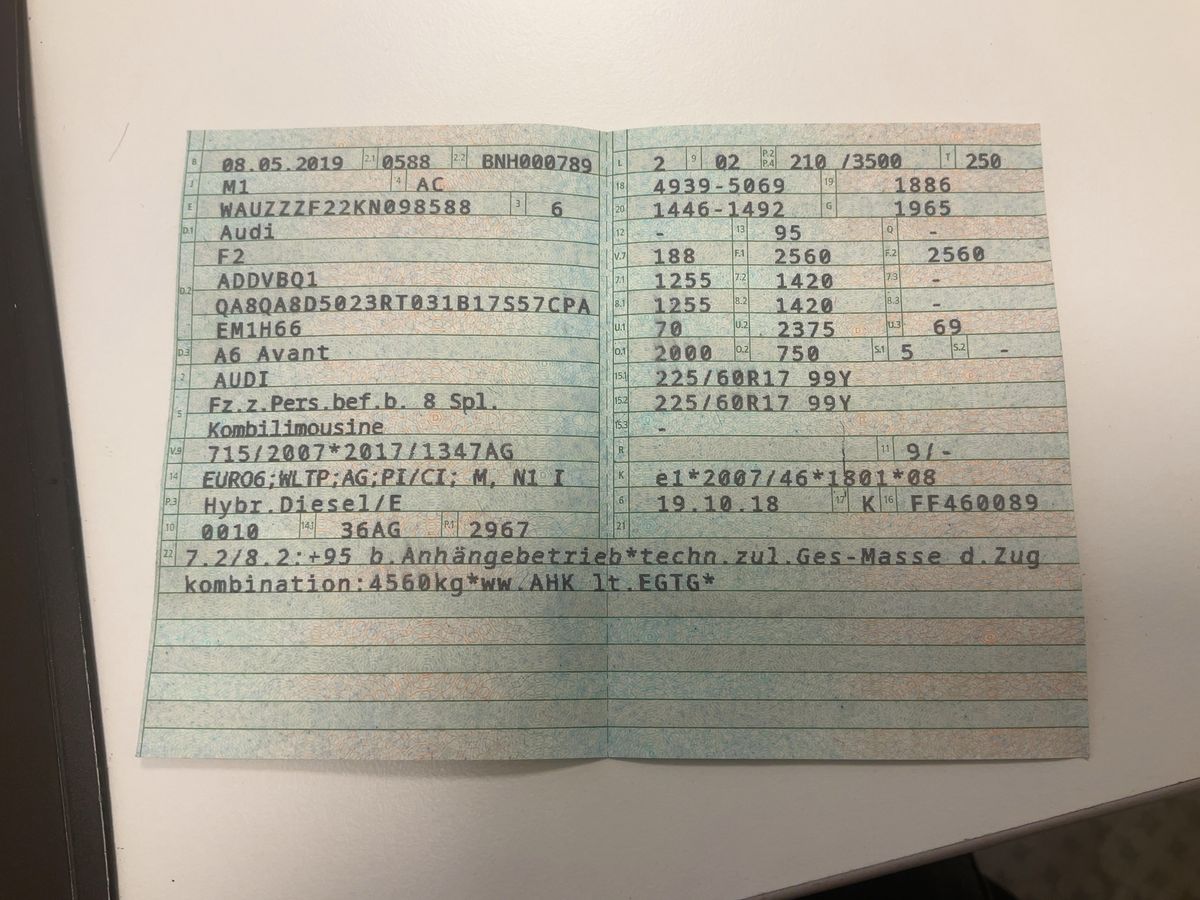 B 08.05.2019 2.1 0588 2.2 BNH000789
J M1 4 AC
E WAUZZZF22KN098588 3 6
D.1 Audi
F2
D.2 ADDVBQ1
QA8QA8D5023RT031B17S57CPA
EM1H66
D.3 A6 Avant
2 AUDI
5 Fz.z.Pers.bef.b. 8 Spl.
Kombilimousine
V.9 715/2007*2017/1347AG
14 EURO6;WLTP;AG;PI/CI; M, N1 I
P.3 Hybr.Diesel/E
10 0010 14.1 36AG P.1 2967
L 2 9 02 P.2 P.4 210 /3500 T 250
18 4939-5069 19 1886
20 1446-1492 G 1965
12 - 13 95 Q -
V.7 188 F.1 2560 F.2 2560
7.1 1255 7.2 1420 7.3 -
8.1 1255 8.2 1420 8.3 -
U.1 70 U.2 2375 U.3 69
O.1 2000 O.2 750 S.1 5 S.2 -
15.1 225/60R17 99Y
15.2 225/60R17 99Y
15.3 -
R 11 9/-
K e1*2007/46*1801*08
6 19.10.18 17 K 16 FF460089
21
22 7.2/8.2:+95 b.Anhängebetrieb*techn.zul.Ges-Masse d.Zug
kombination:4560kg*ww.AHK lt.EGTG*